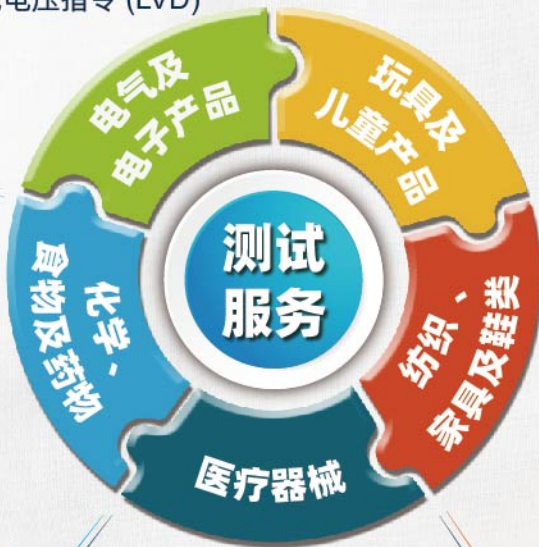 电压指令 (LVD)
电气及
电子产品
玩具及
儿童产品
测试
服务
化学、
食物及药物
纺织、
家具及鞋类
医疗器械